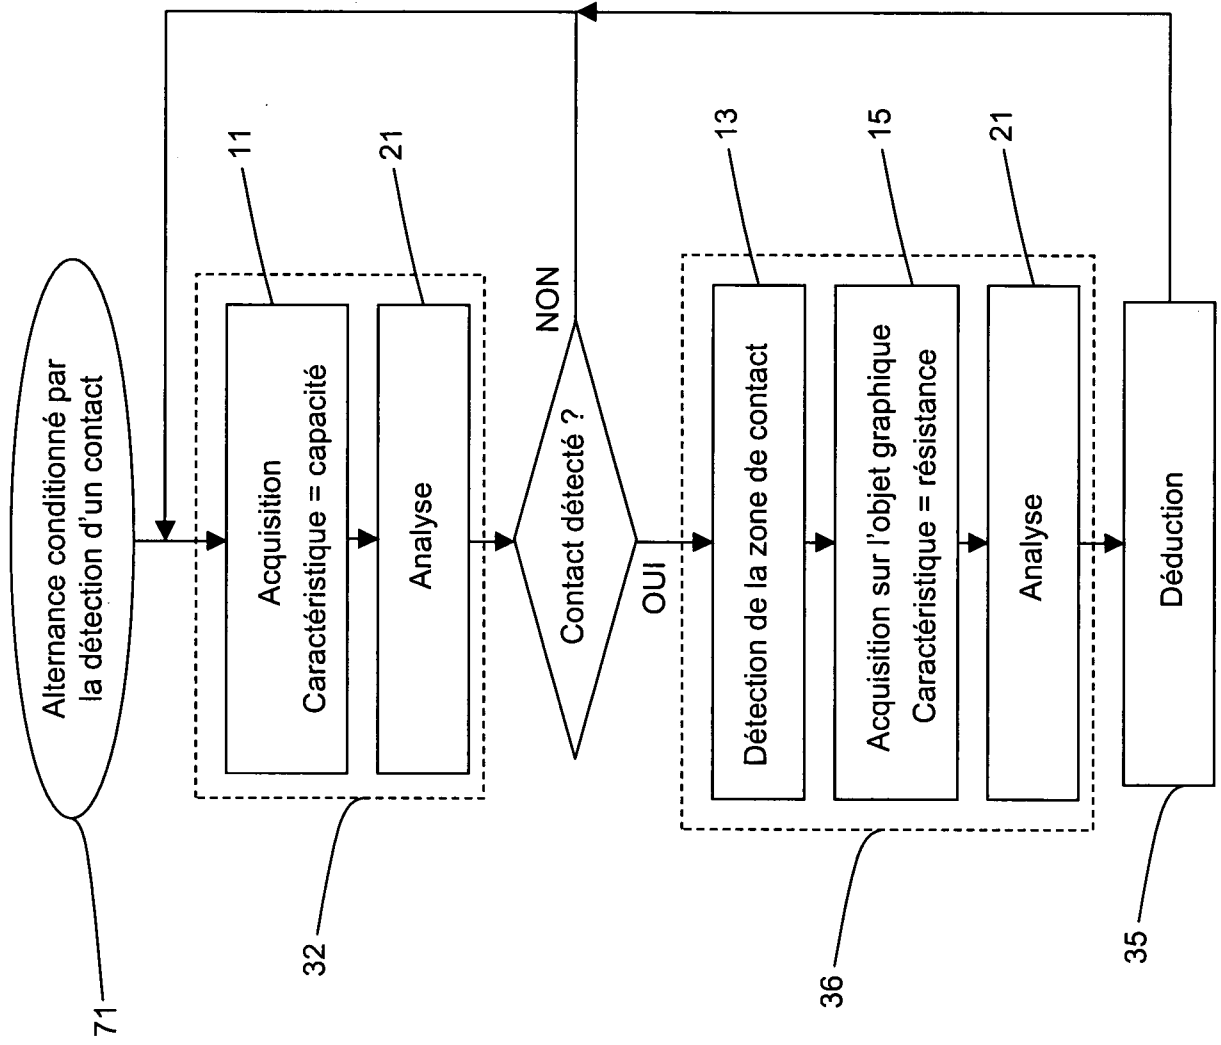 Alternance conditionné par
la détection d'un contact
71
11
Acquisition
Caractéristique = capacité
21
Analyse
32
Contact détecté ?
NON
OUI
13
Détection de la zone de contact
15
Acquisition sur l'objet graphique
Caractéristique = résistance
21
Analyse
36
Déduction
35